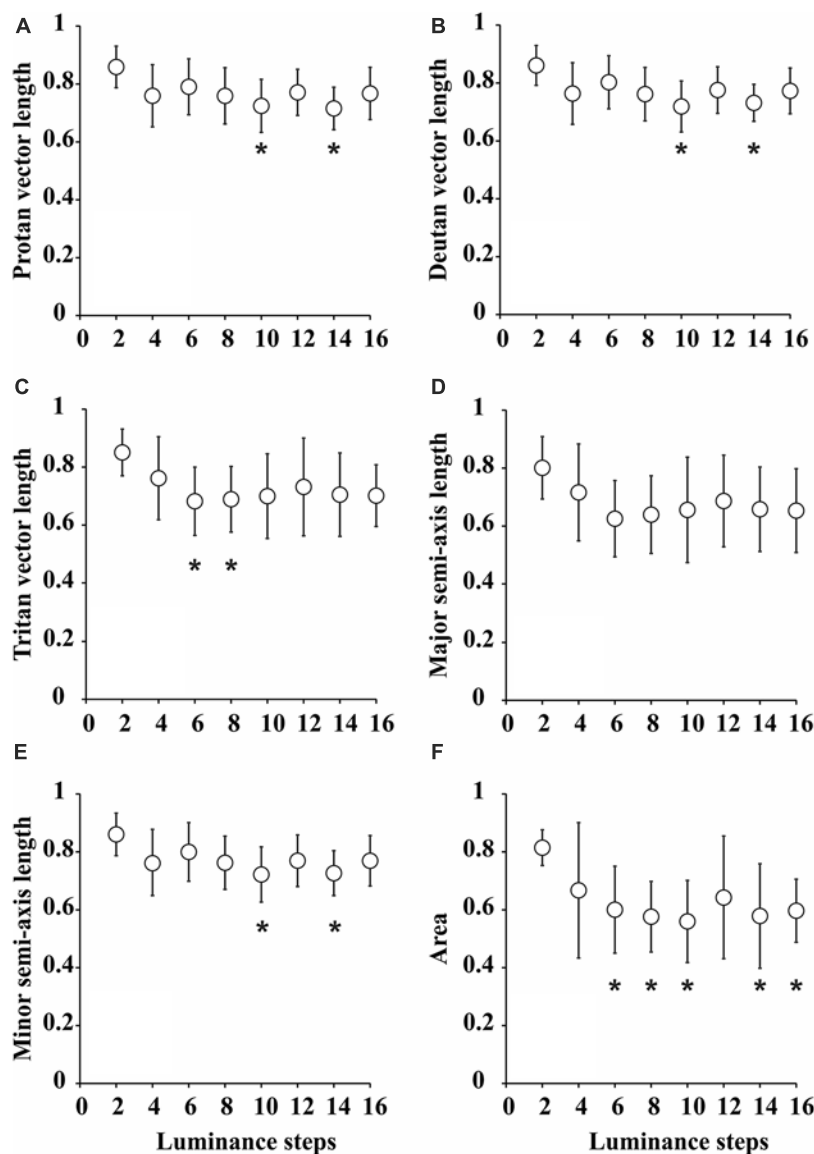 A
B
Protan vector length
1
0.8
0.6
0.4
0.2
0
* *
0 2 4 6 8 10 12 14 16
Deutan vector length
1
0.8
0.6
0.4
0.2
0
* *
0 2 4 6 8 10 12 14 16
C
D
Tritan vector length
1
0.8
0.6
0.4
0.2
0
* *
0 2 4 6 8 10 12 14 16
Major semi-axis length
1
0.8
0.6
0.4
0.2
0
0 2 4 6 8 10 12 14 16
E
F
Minor semi-axis length
1
0.8
0.6
0.4
0.2
0
* *
0 2 4 6 8 10 12 14 16
Luminance steps
Area
1
0.8
0.6
0.4
0.2
0
* * * * *
0 2 4 6 8 10 12 14 16
Luminance steps